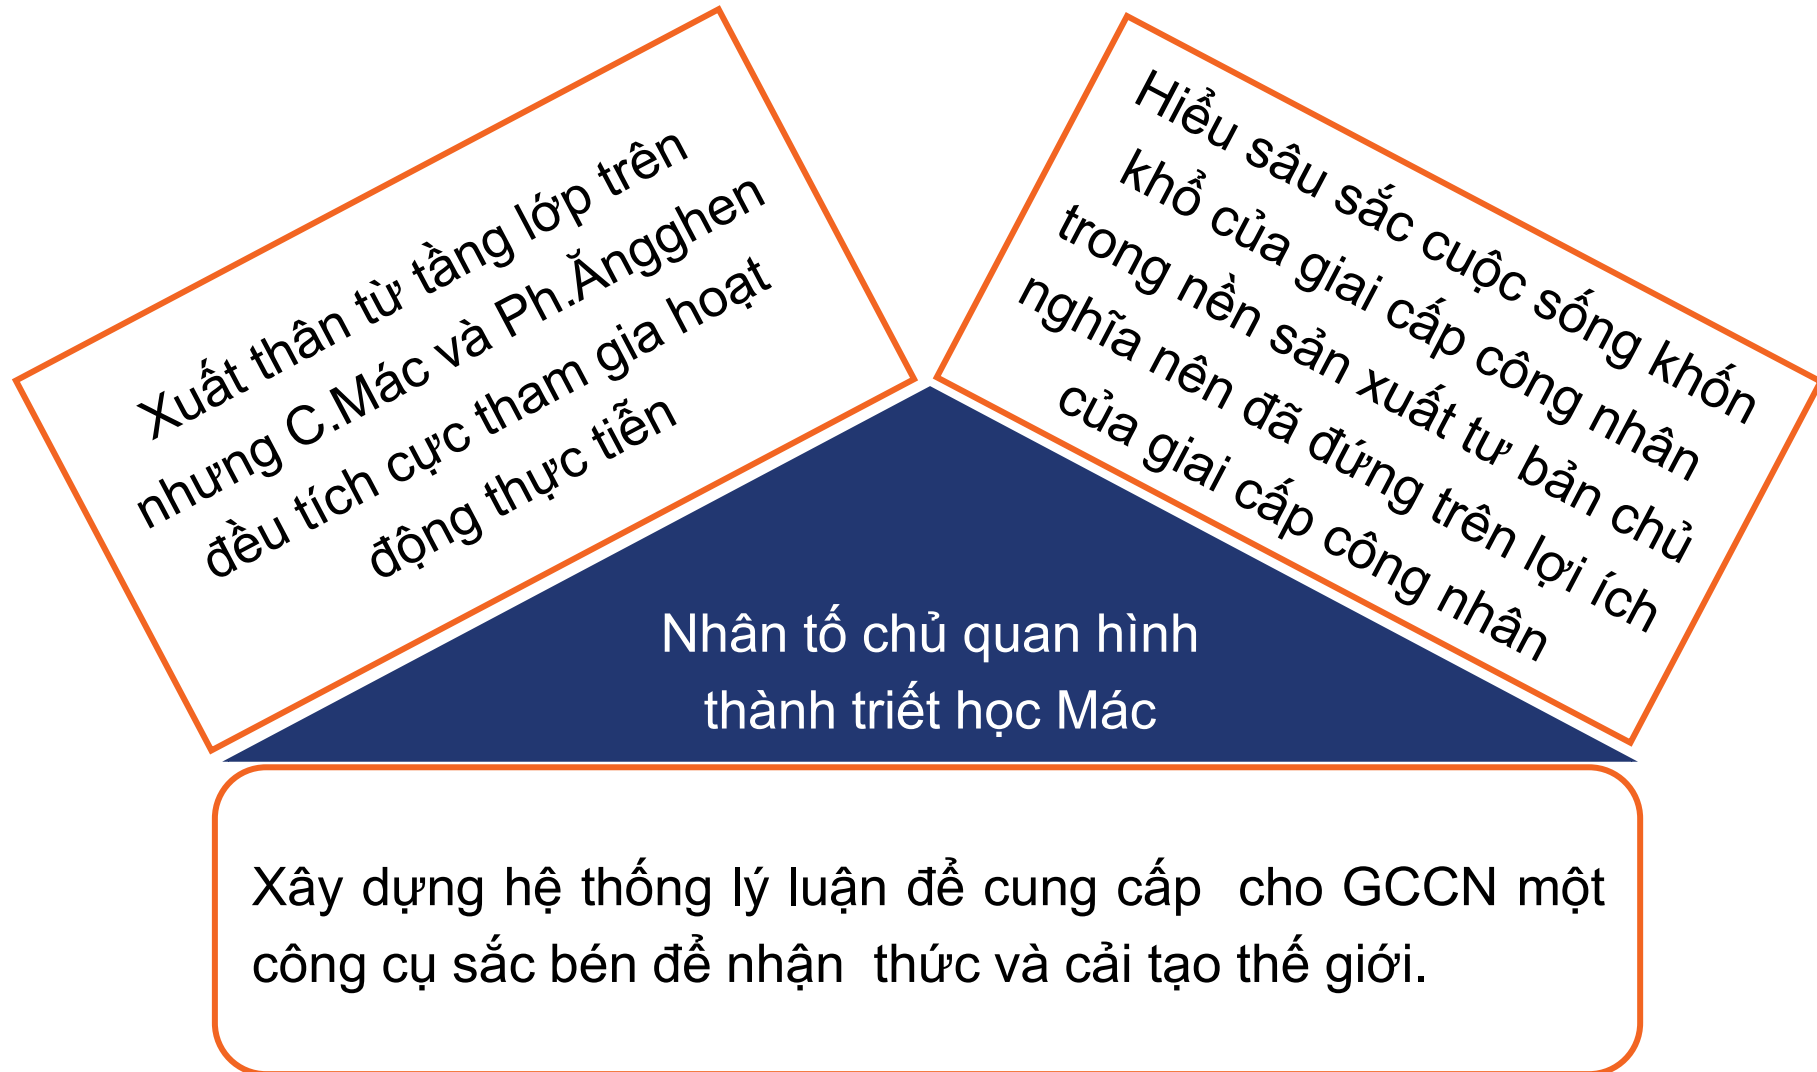 Xuất thân từ tầng lớp trên
nhưng C.Mác và Ph.Ăngghen
đều tích cực tham gia hoạt
động thực tiễn
Hiểu sâu sắc cuộc sống khốn
khổ của giai cấp công nhân
trong nền sản xuất tư bản chủ
nghĩa nên đã đứng trên lợi ích
của giai cấp công nhân
Nhân tố chủ quan hình
thành triết học Mác
Xây dựng hệ thống lý luận để cung cấp cho GCCN một
công cụ sắc bén để nhận thức và cải tạo thế giới.